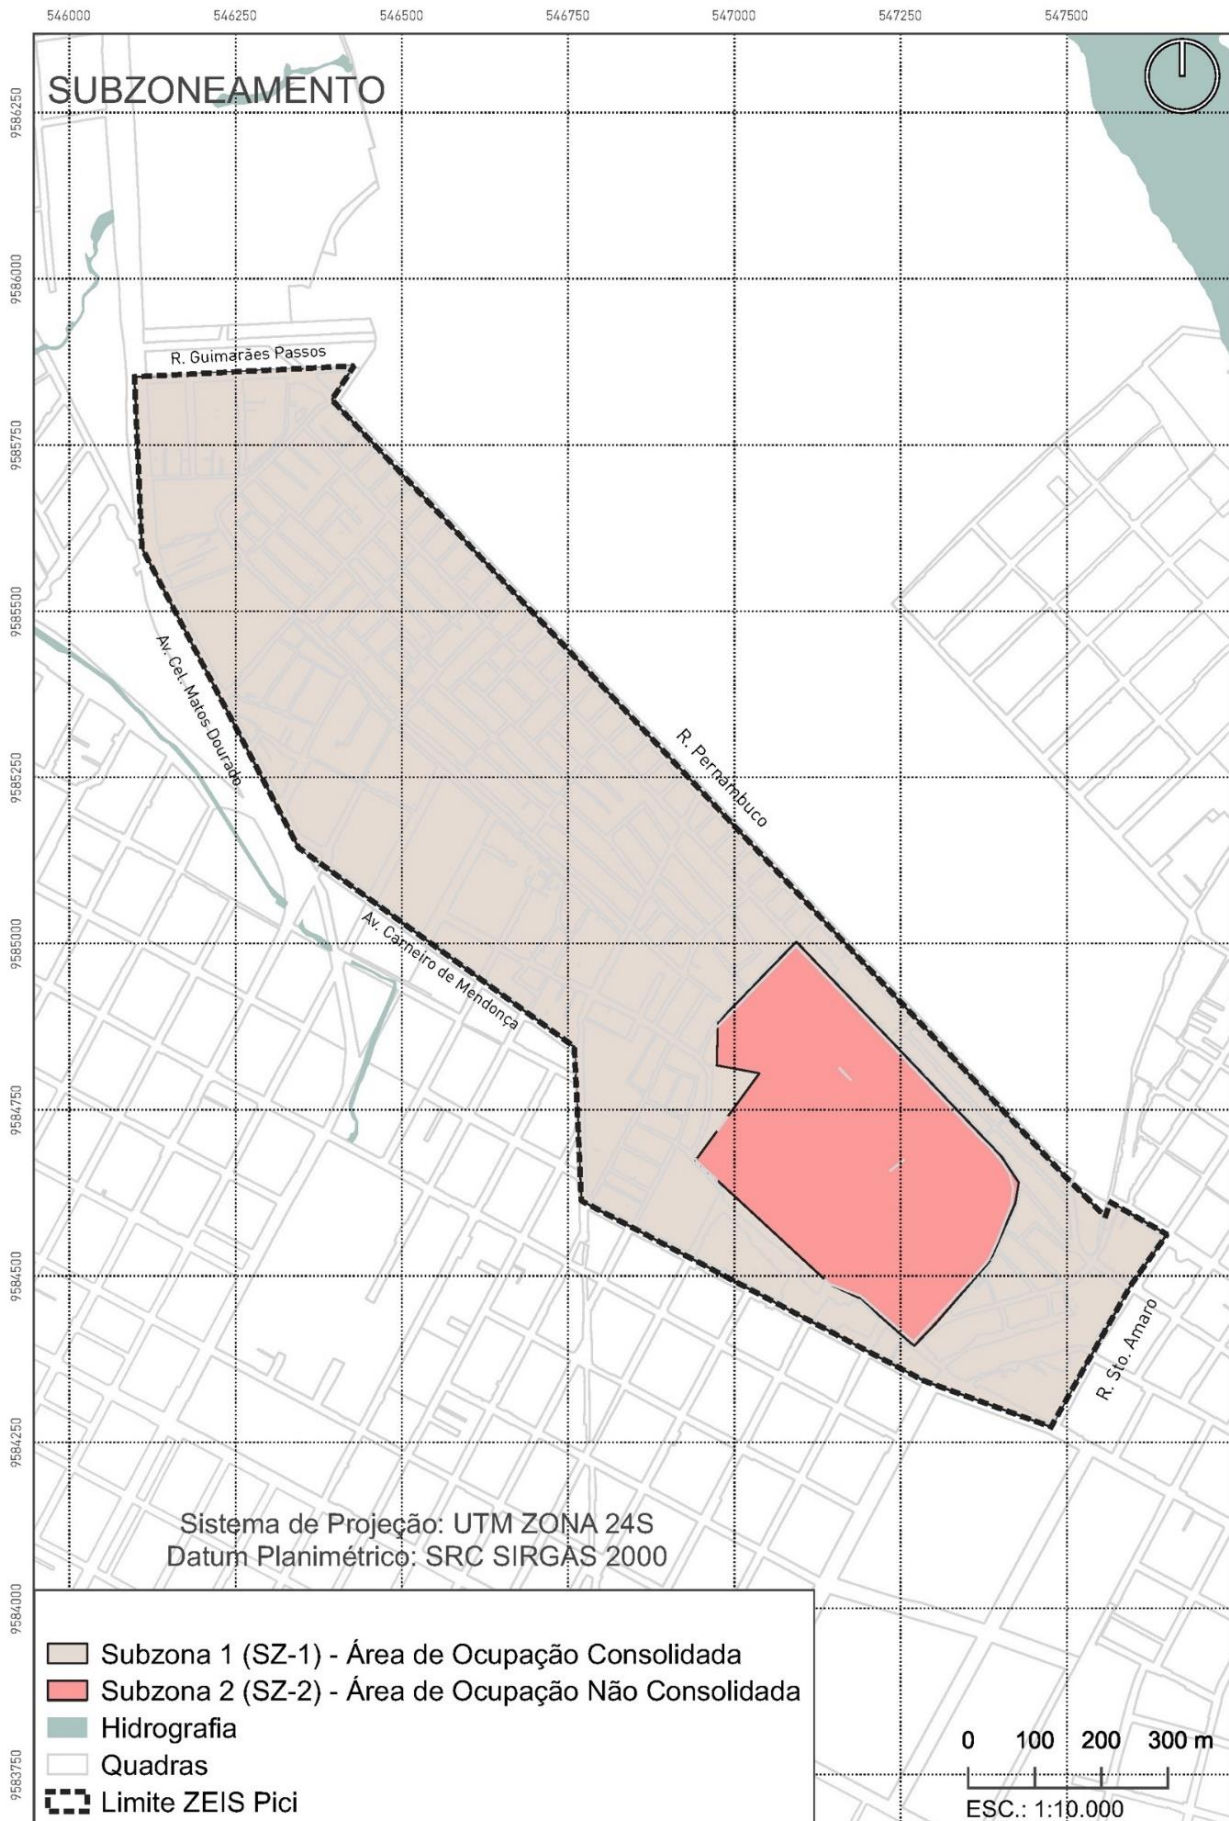 546000 546250 546500 546750 547000 547250 547500
SUBZONEAMENTO
9586250
9586000
R. Guimarães Passos
9585750
9585500
Av. Cel. Matos Dourado
R. Pernambuco
9585250
9585000
Av. Carneiro de Mendonça
9584750
9584500
R. Sto. Amaro
9584250
Sistema de Projeção: UTM ZONA 24S
Datum Planimétrico: SRC SIRGAS 2000
9584000
Subzona 1 (SZ-1) - Área de Ocupação Consolidada
Subzona 2 (SZ-2) - Área de Ocupação Não Consolidada
Hidrografia
Quadras
Limite ZEIS Pici
9583750
0 100 200 300 m
ESC.: 1:10.000